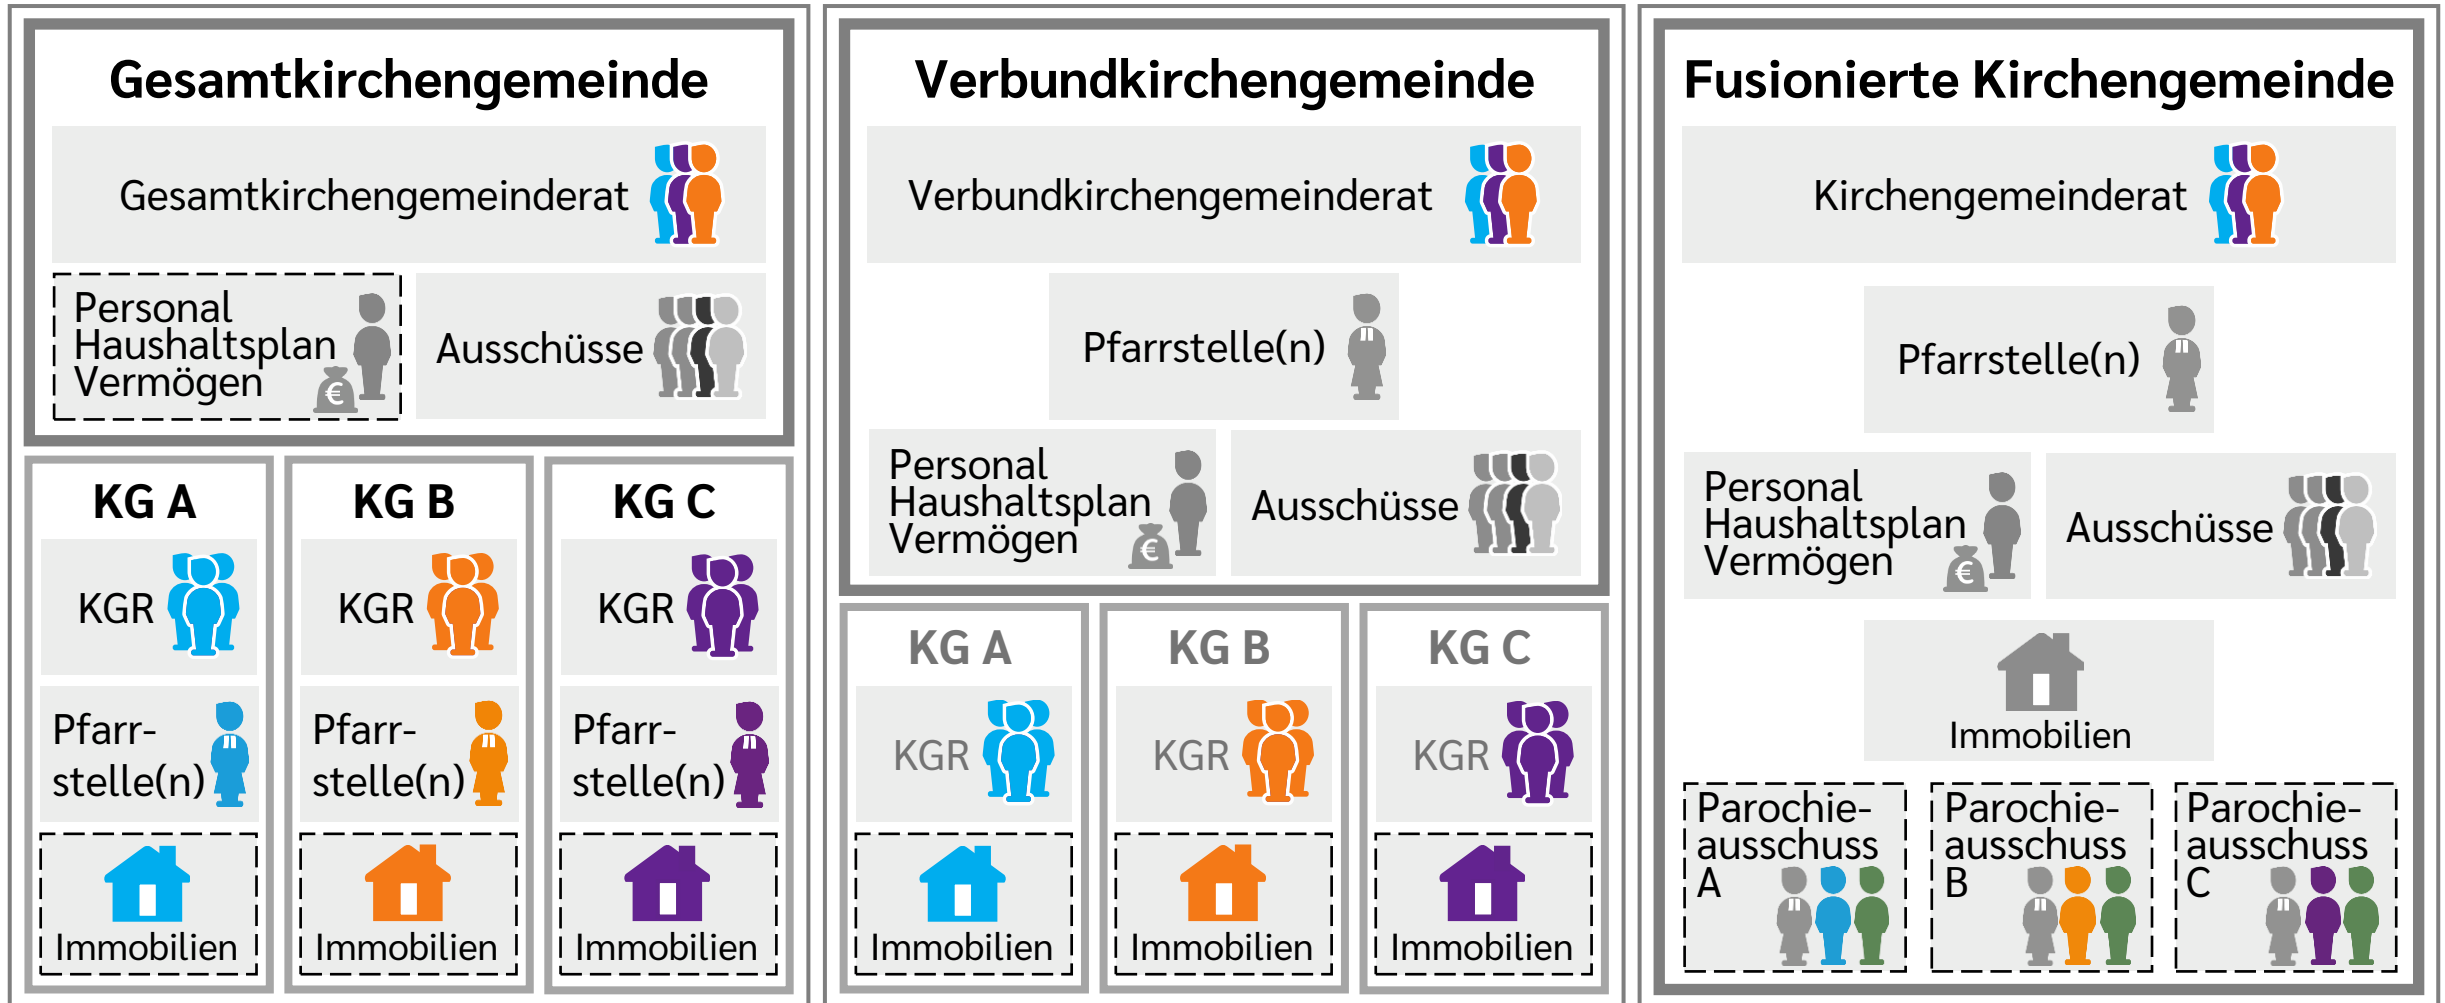 Gesamtkirchengemeinde
Gesamtkirchengemeinderat
Personal
Haushaltsplan
Vermögen
€
Ausschüsse
KG A
KGR
Pfarr-
stelle(n)
Immobilien
KG B
KGR
Pfarr-
stelle(n)
Immobilien
KG C
KGR
Pfarr-
stelle(n)
Immobilien
Verbundkirchengemeinde
Verbundkirchengemeinderat
Pfarrstelle(n)
Personal
Haushaltsplan
Vermögen
€
Ausschüsse
KG A
KGR
Immobilien
KG B
KGR
Immobilien
KG C
KGR
Immobilien
Fusionierte Kirchengemeinde
Kirchengemeinderat
Pfarrstelle(n)
Personal
Haushaltsplan
Vermögen
€
Ausschüsse
Immobilien
Parochie-
ausschuss
A
Parochie-
ausschuss
B
Parochie-
ausschuss
C